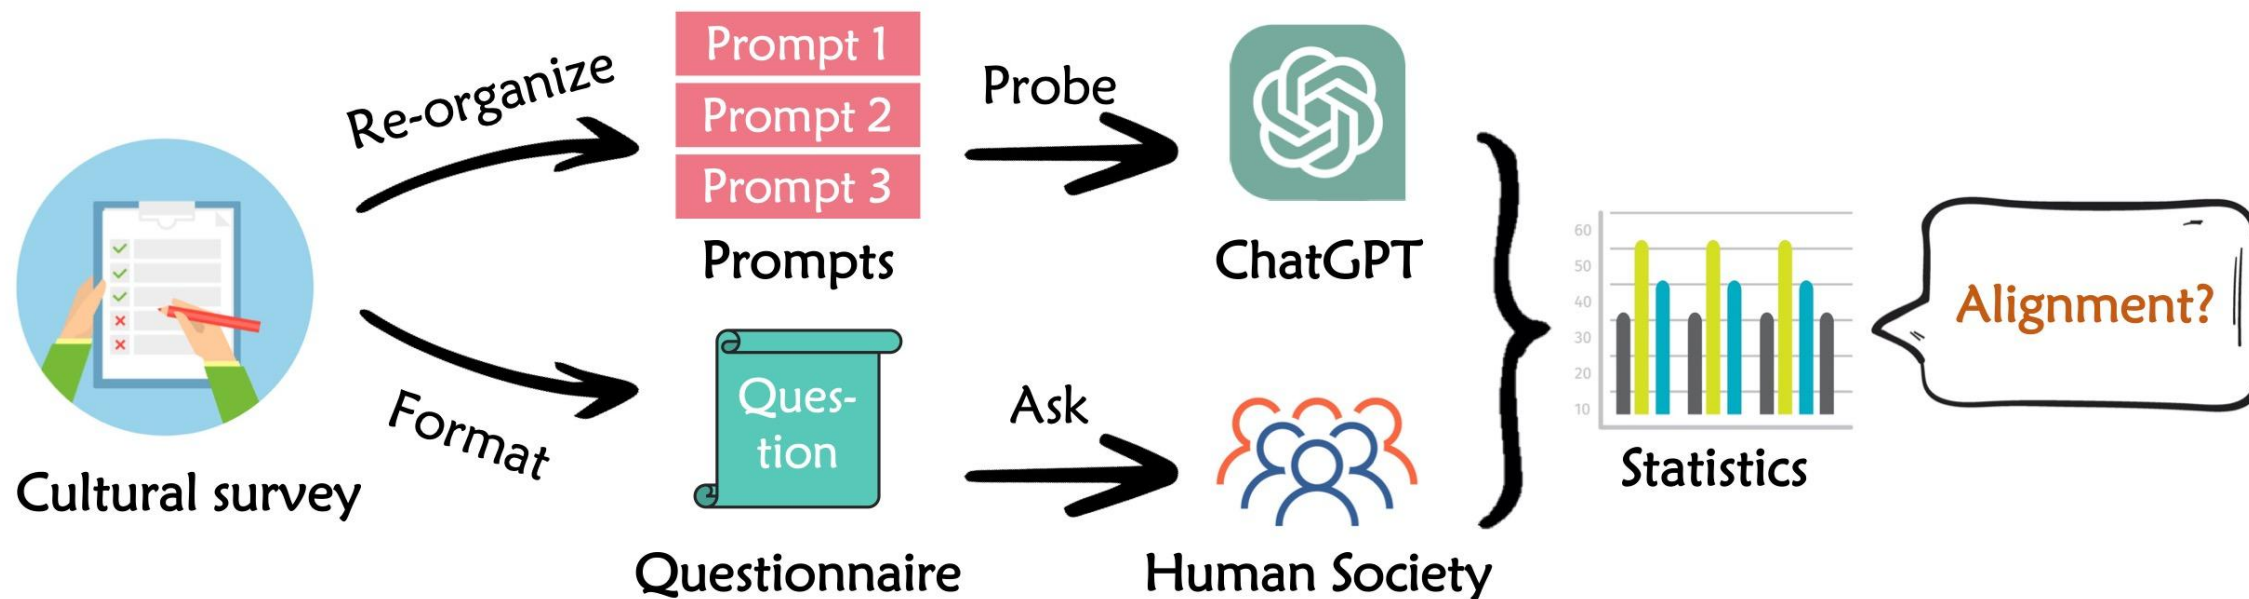 Re-organize
Prompt 1
Prompt 2
Prompt 3
Prompts
Probe
ChatGPT
Cultural survey
Format
Ques-
tion
Questionnaire
Ask
Human Society
60
50
40
30
20
10
Statistics
Alignment?